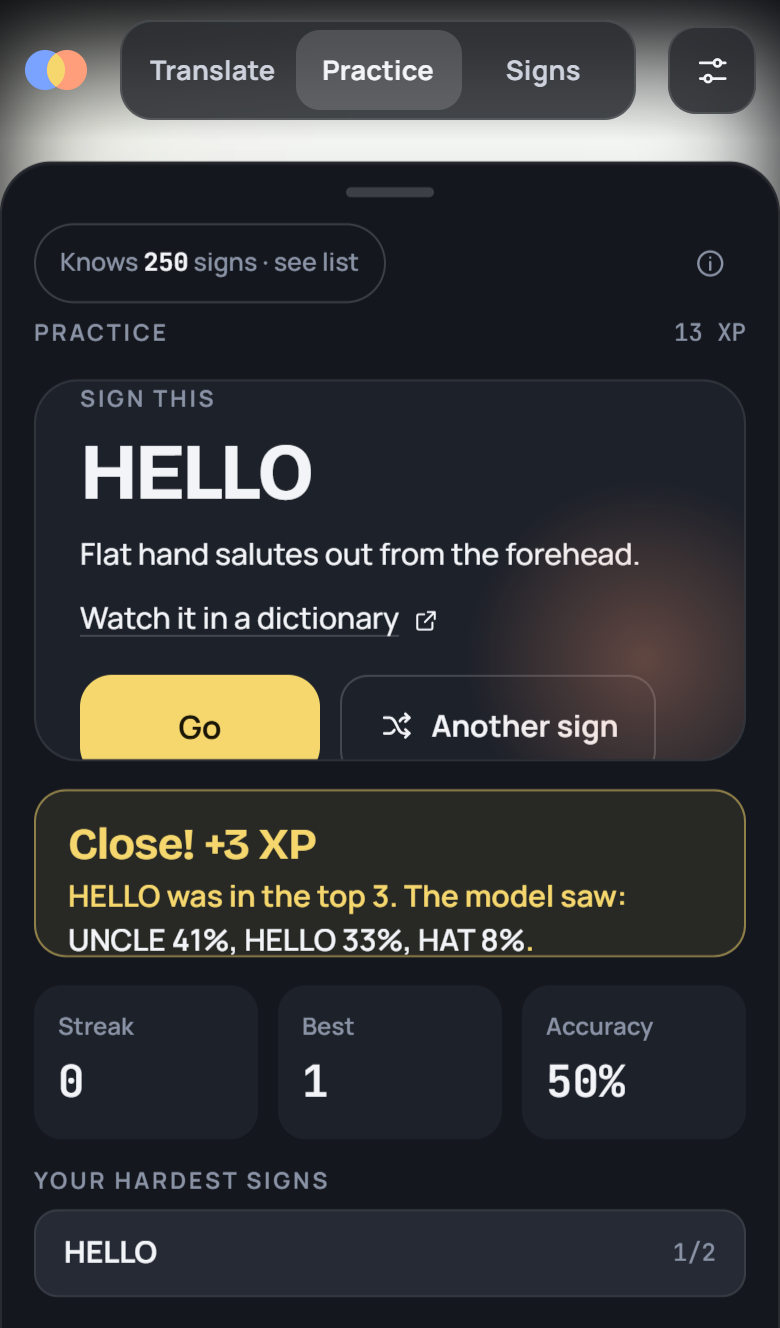 Translate Practice Signs
Knows 250 signs · see list
PRACTICE 13 XP
SIGN THIS
HELLO
Flat hand salutes out from the forehead.
Watch it in a dictionary
Go Another sign
Close! +3 XP
HELLO was in the top 3. The model saw:
UNCLE 41%, HELLO 33%, HAT 8%.
Streak Best Accuracy
0 1 50%
YOUR HARDEST SIGNS
HELLO 1/2